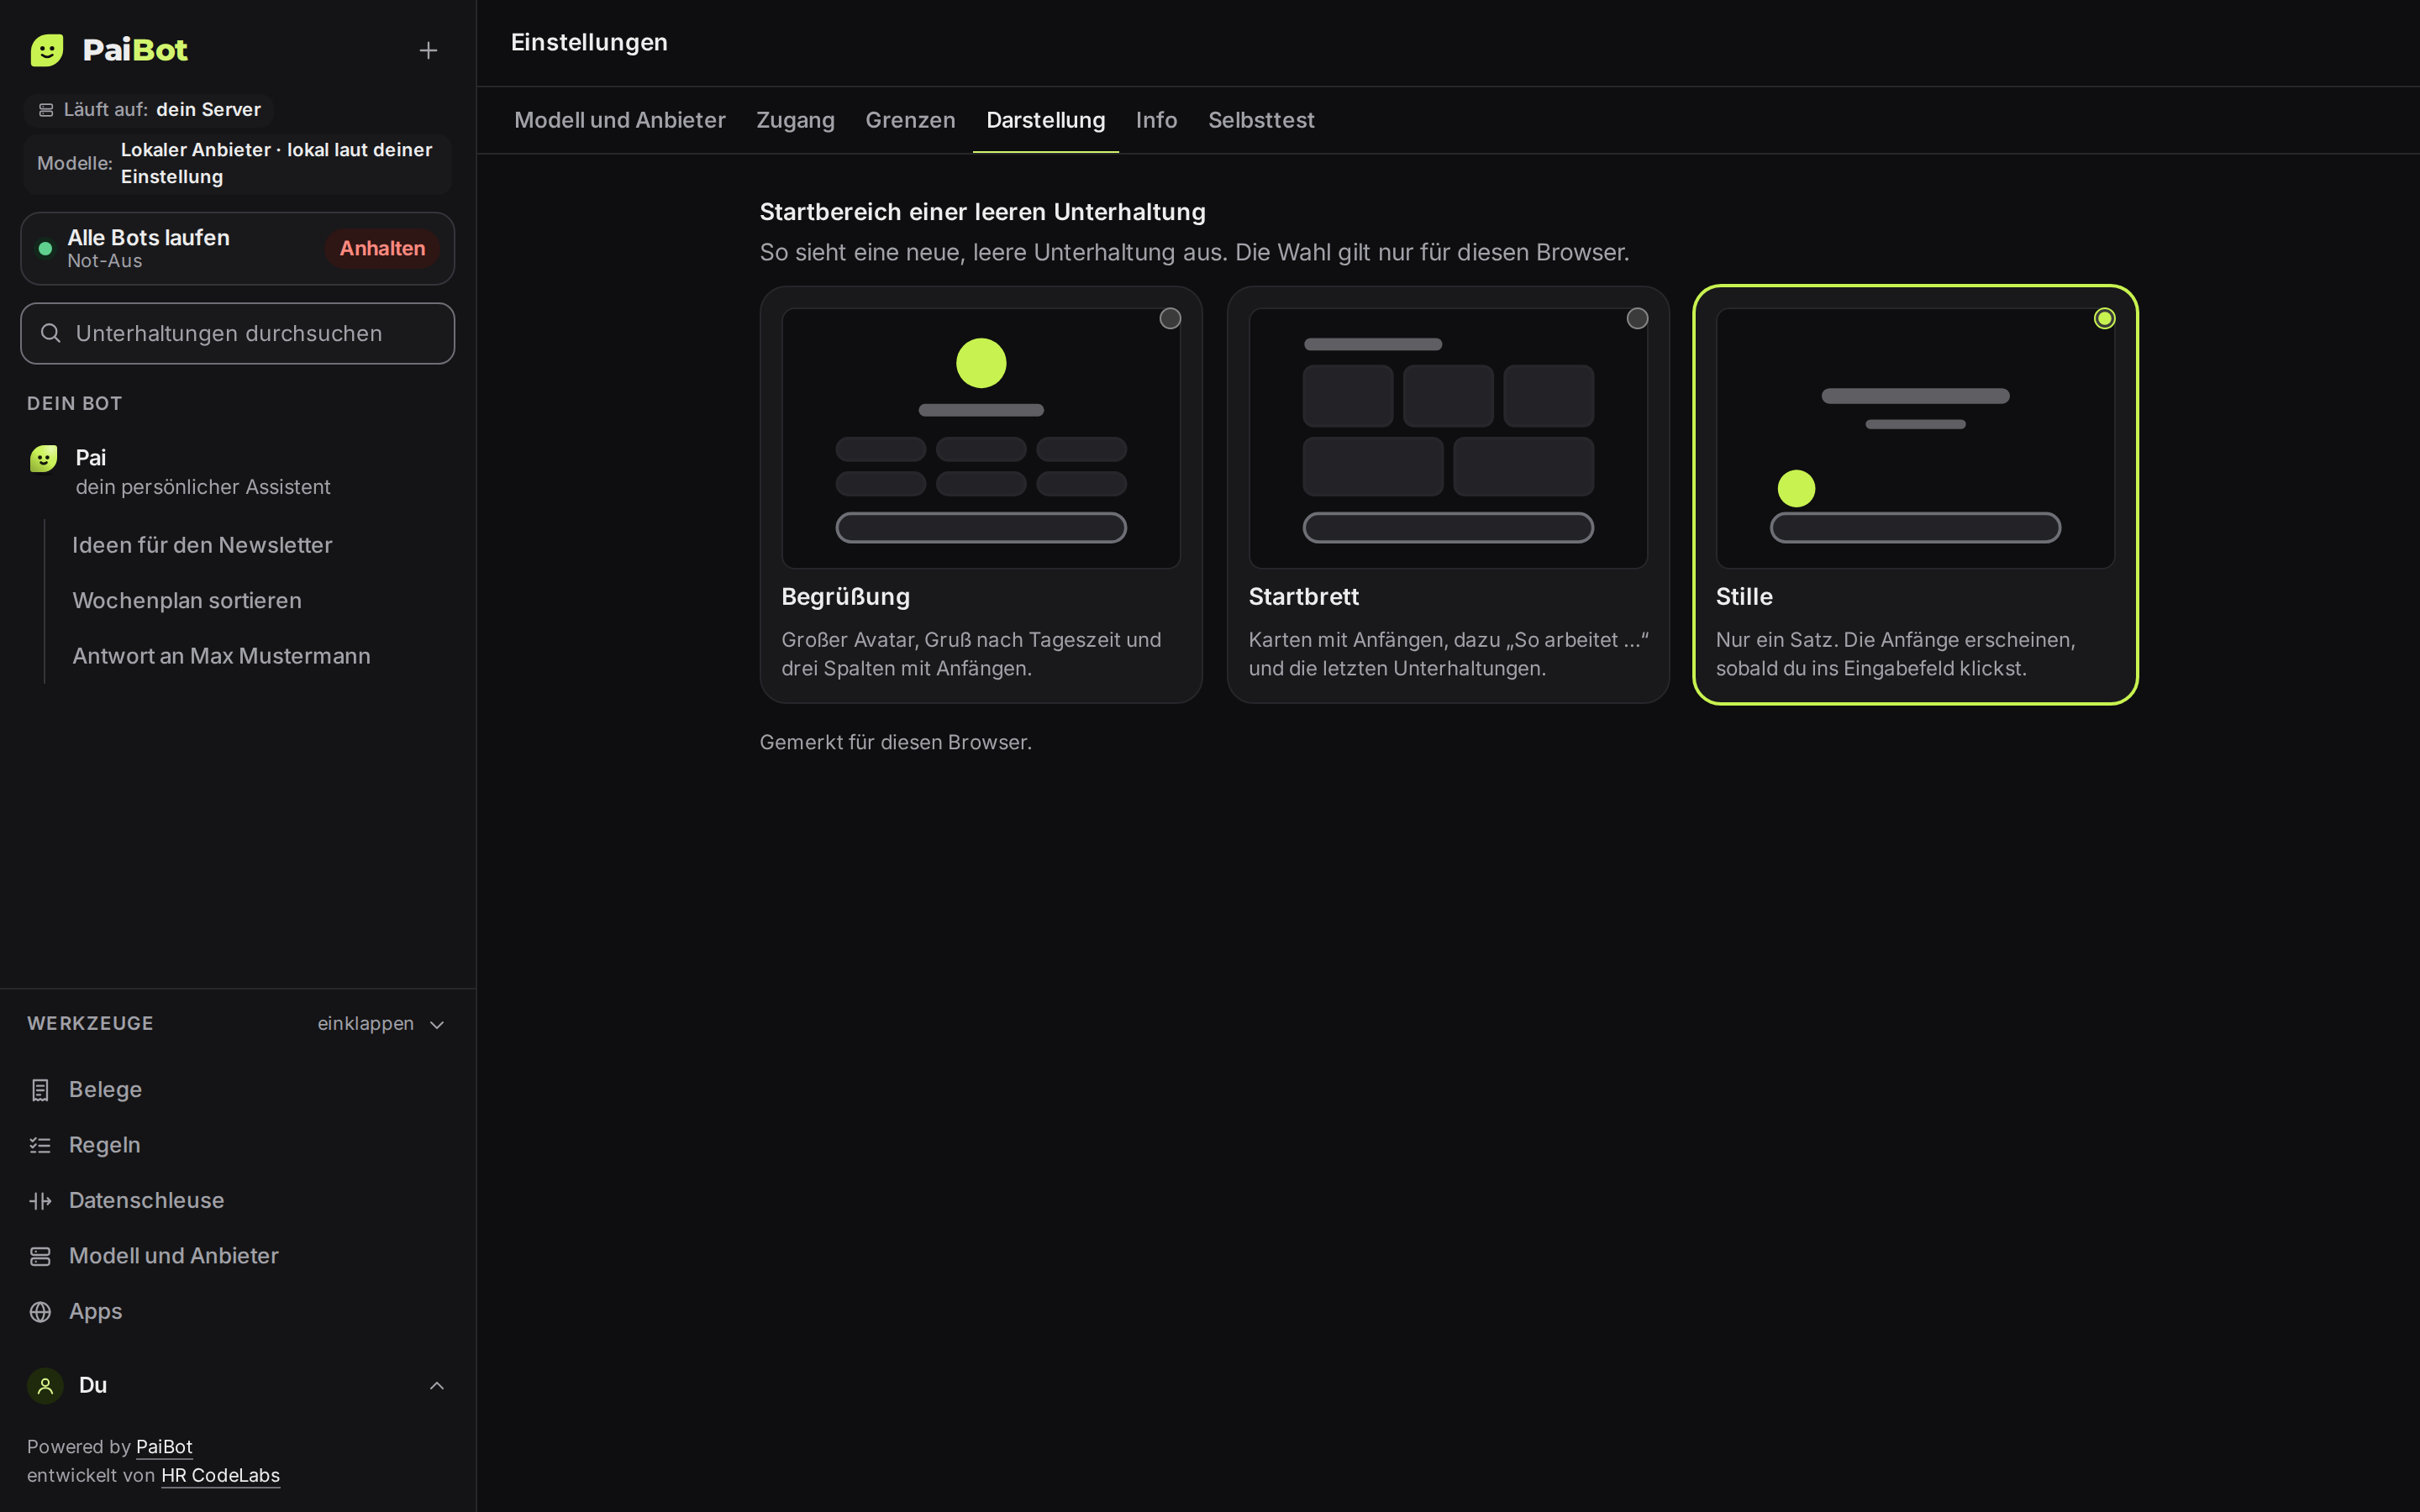 PaiBot
Läuft auf: dein Server
Modelle: Lokaler Anbieter · lokal laut deiner
Einstellung
Alle Bots laufen
Not-Aus
Anhalten
Unterhaltungen durchsuchen
DEIN BOT
Pai
dein persönlicher Assistent
Ideen für den Newsletter
Wochenplan sortieren
Antwort an Max Mustermann
WERKZEUGE
einklappen
Belege
Regeln
Datenschleuse
Modell und Anbieter
Apps
Du
Powered by PaiBot
entwickelt von HR CodeLabs
Einstellungen
Modell und Anbieter Zugang Grenzen Darstellung Info Selbsttest
Startbereich einer leeren Unterhaltung
So sieht eine neue, leere Unterhaltung aus. Die Wahl gilt nur für diesen Browser.
Begrüßung
Großer Avatar, Gruß nach Tageszeit und
drei Spalten mit Anfängen.
Startbrett
Karten mit Anfängen, dazu „So arbeitet …“
und die letzten Unterhaltungen.
Stille
Nur ein Satz. Die Anfänge erscheinen,
sobald du ins Eingabefeld klickst.
Gemerkt für diesen Browser.